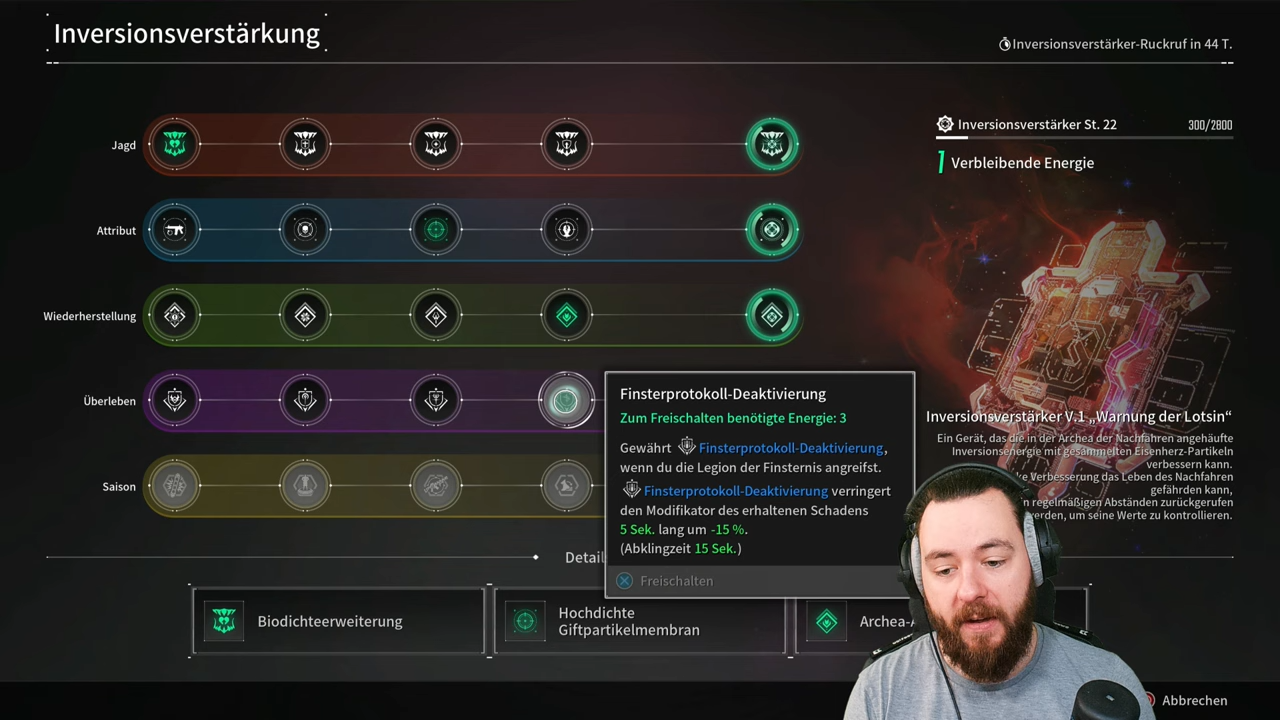 Inversionsverstärkung
Inversionsverstärker-Ruckruf in 44 T.
Jagd
Inversionsverstärker St. 22
300/2800
1 Verbleibende Energie
Attribut
Wiederherstellung
Überleben
Finsterprotokoll-Deaktivierung
Zum Freischalten benötigte Energie: 3
Gewährt Finsterprotokoll-Deaktivierung,
wenn du die Legion der Finsternis angreifst.
Finsterprotokoll-Deaktivierung verringert
den Modifikator des erhaltenen Schadens
5 Sek. lang um -15 %.
(Abklingzeit 15 Sek.)
Freischalten
Inversionsverstärker V.1 „Warnung der Lotsin“
Ein Gerät, das die in der Archea der Nachfahren angehäufte
Inversionsenergie mit gesammelten Eisenherz-Partikeln
verbessern kann.
Verbesserung das Leben des Nachfahren
gefährden kann,
regelmäßigen Abständen zurückgerufen
werden, um seine Werte zu kontrollieren.
Saison
Detail
Biodichteerweiterung
Hochdichte
Giftpartikelmembran
Archea-A
Abbrechen